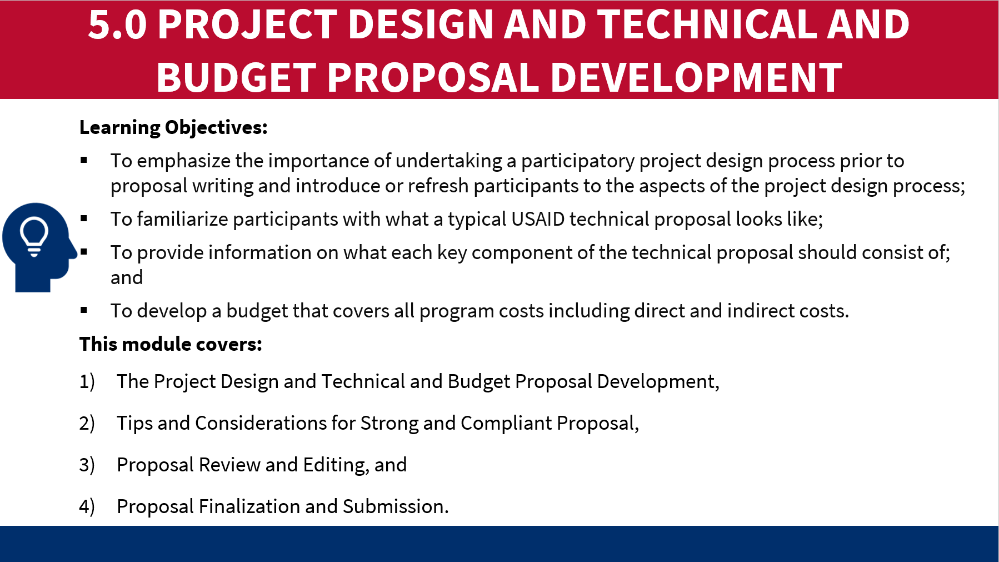 5.0 PROJECT DESIGN AND TECHNICAL AND
BUDGET PROPOSAL DEVELOPMENT
Learning Objectives:
▪ To emphasize the importance of undertaking a participatory project design process prior to
proposal writing and introduce or refresh participants to the aspects of the project design process;
▪ To familiarize participants with what a typical USAID technical proposal looks like;
▪ To provide information on what each key component of the technical proposal should consist of;
and
▪ To develop a budget that covers all program costs including direct and indirect costs.
This module covers:
1) The Project Design and Technical and Budget Proposal Development,
2) Tips and Considerations for Strong and Compliant Proposal,
3) Proposal Review and Editing, and
4) Proposal Finalization and Submission.